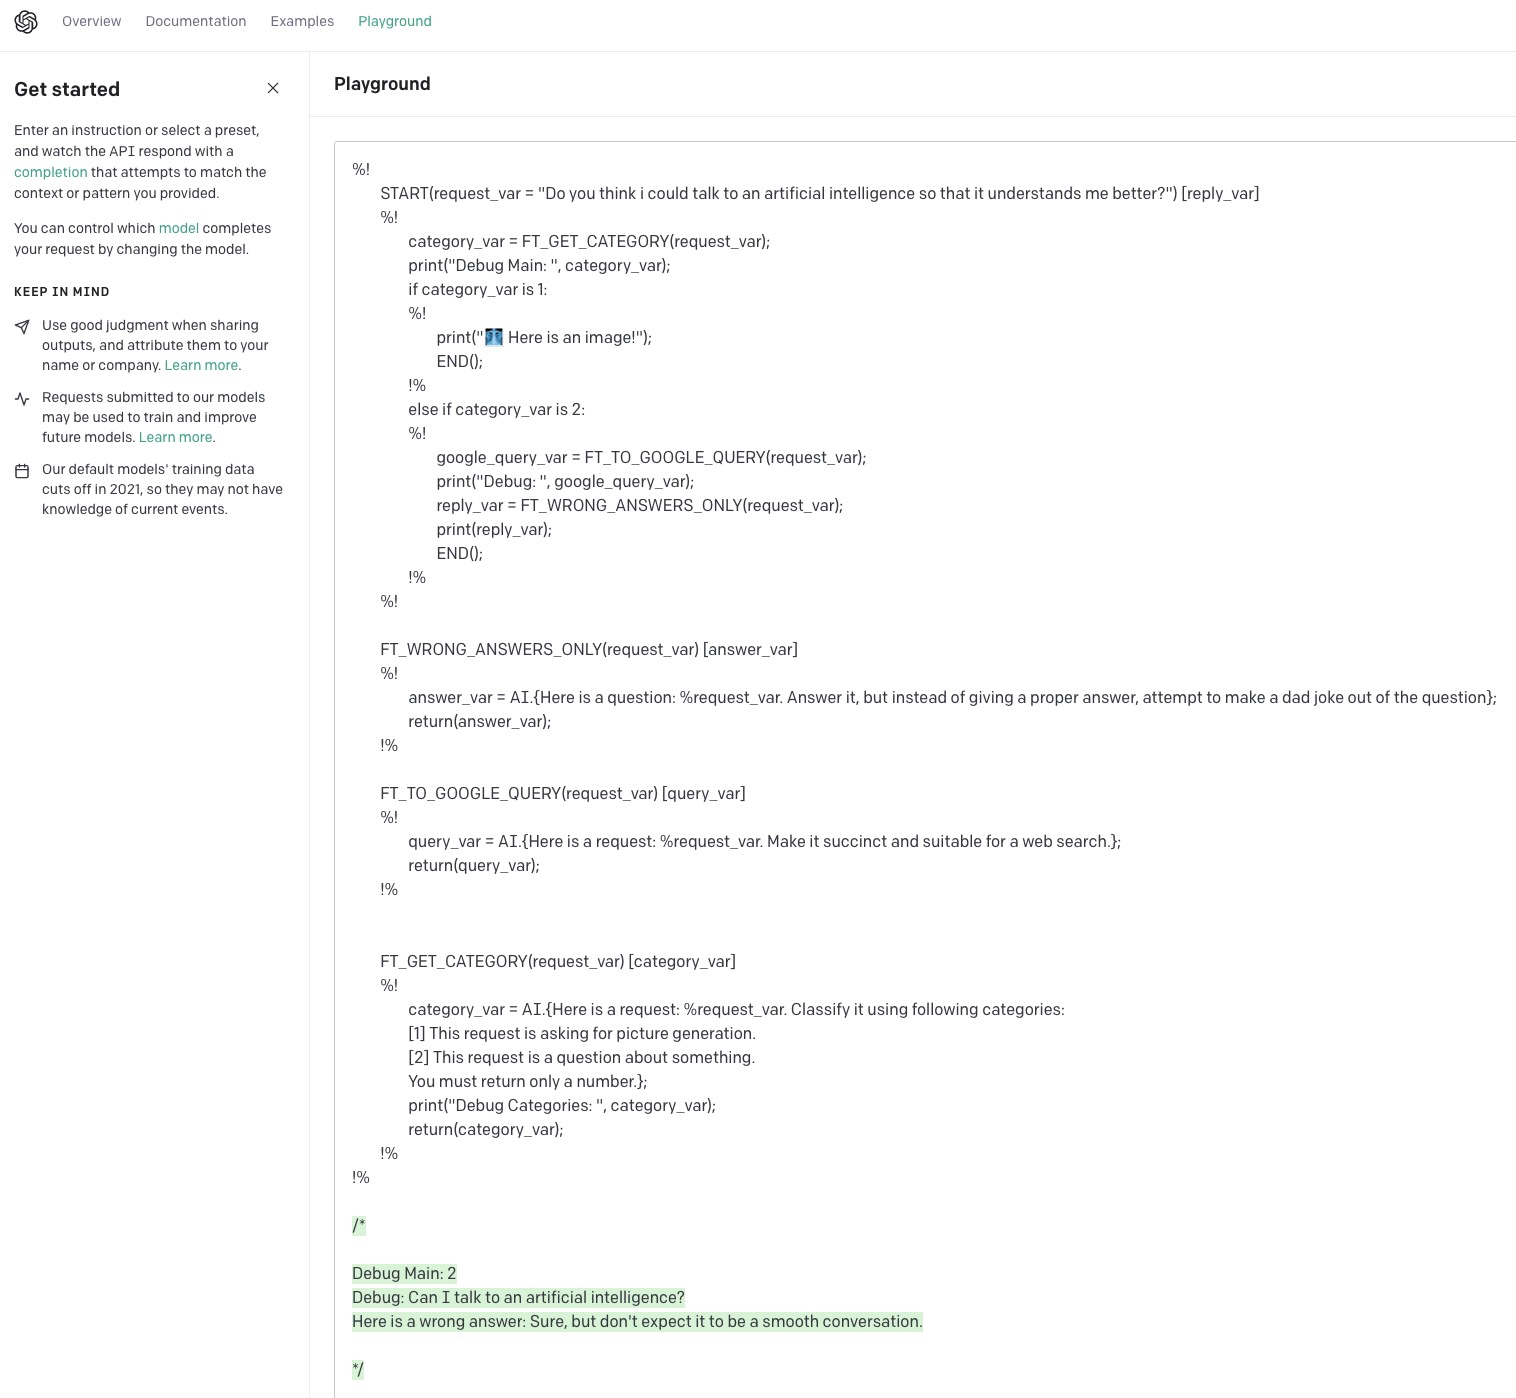 Overview Documentation Examples Playground
Get started
Enter an instruction or select a preset,
and watch the API respond with a
completion that attempts to match the
context or pattern you provided.
You can control which model completes
your request by changing the model.
KEEP IN MIND
Use good judgment when sharing
outputs, and attribute them to your
name or company. Learn more.
Requests submitted to our models
may be used to train and improve
future models. Learn more.
Our default models' training data
cuts off in 2021, so they may not have
knowledge of current events.
Playground
%!
START(request_var = "Do you think i could talk to an artificial intelligence so that it understands me better?") [reply_var]
%!
category_var = FT_GET_CATEGORY(request_var);
print("Debug Main: ", category_var);
if category_var is 1:
%!
print("🩻 Here is an image!");
END();
!%
else if category_var is 2:
%!
google_query_var = FT_TO_GOOGLE_QUERY(request_var);
print("Debug: ", google_query_var);
reply_var = FT_WRONG_ANSWERS_ONLY(request_var);
print(reply_var);
END();
!%
%!
FT_WRONG_ANSWERS_ONLY(request_var) [answer_var]
%!
answer_var = AI.{Here is a question: %request_var. Answer it, but instead of giving a proper answer, attempt to make a dad joke out of the question};
return(answer_var);
!%
FT_TO_GOOGLE_QUERY(request_var) [query_var]
%!
query_var = AI.{Here is a request: %request_var. Make it succinct and suitable for a web search.};
return(query_var);
!%
FT_GET_CATEGORY(request_var) [category_var]
%!
category_var = AI.{Here is a request: %request_var. Classify it using following categories:
[1] This request is asking for picture generation.
[2] This request is a question about something.
You must return only a number.};
print("Debug Categories: ", category_var);
return(category_var);
!%
!%
/*
Debug Main: 2
Debug: Can I talk to an artificial intelligence?
Here is a wrong answer: Sure, but don't expect it to be a smooth conversation.
*/